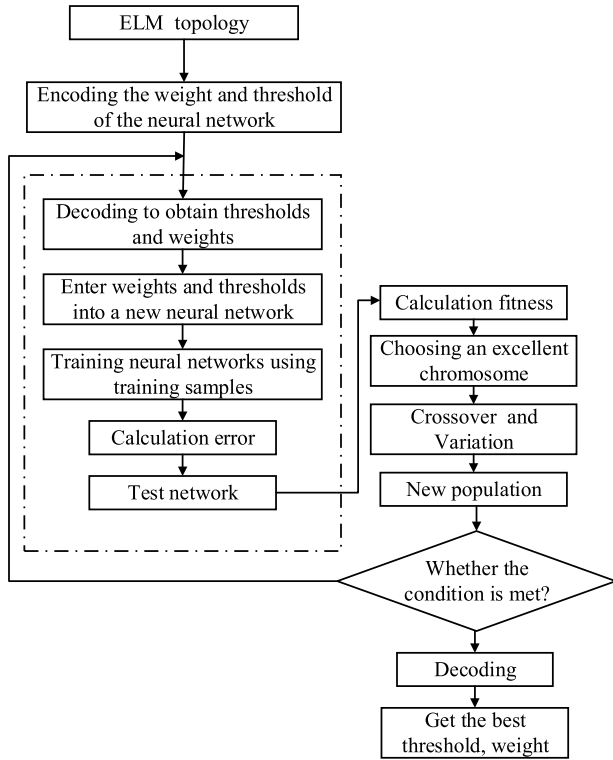 ELM topology
Encoding the weight and threshold
of the neural network
Decoding to obtain thresholds
and weights
Enter weights and thresholds
into a new neural network
Training neural networks using
training samples
Calculation error
Test network
Calculation fitness
Choosing an excellent
chromosome
Crossover and
Variation
New population
Whether the
condition is met?
Decoding
Get the best
threshold, weight